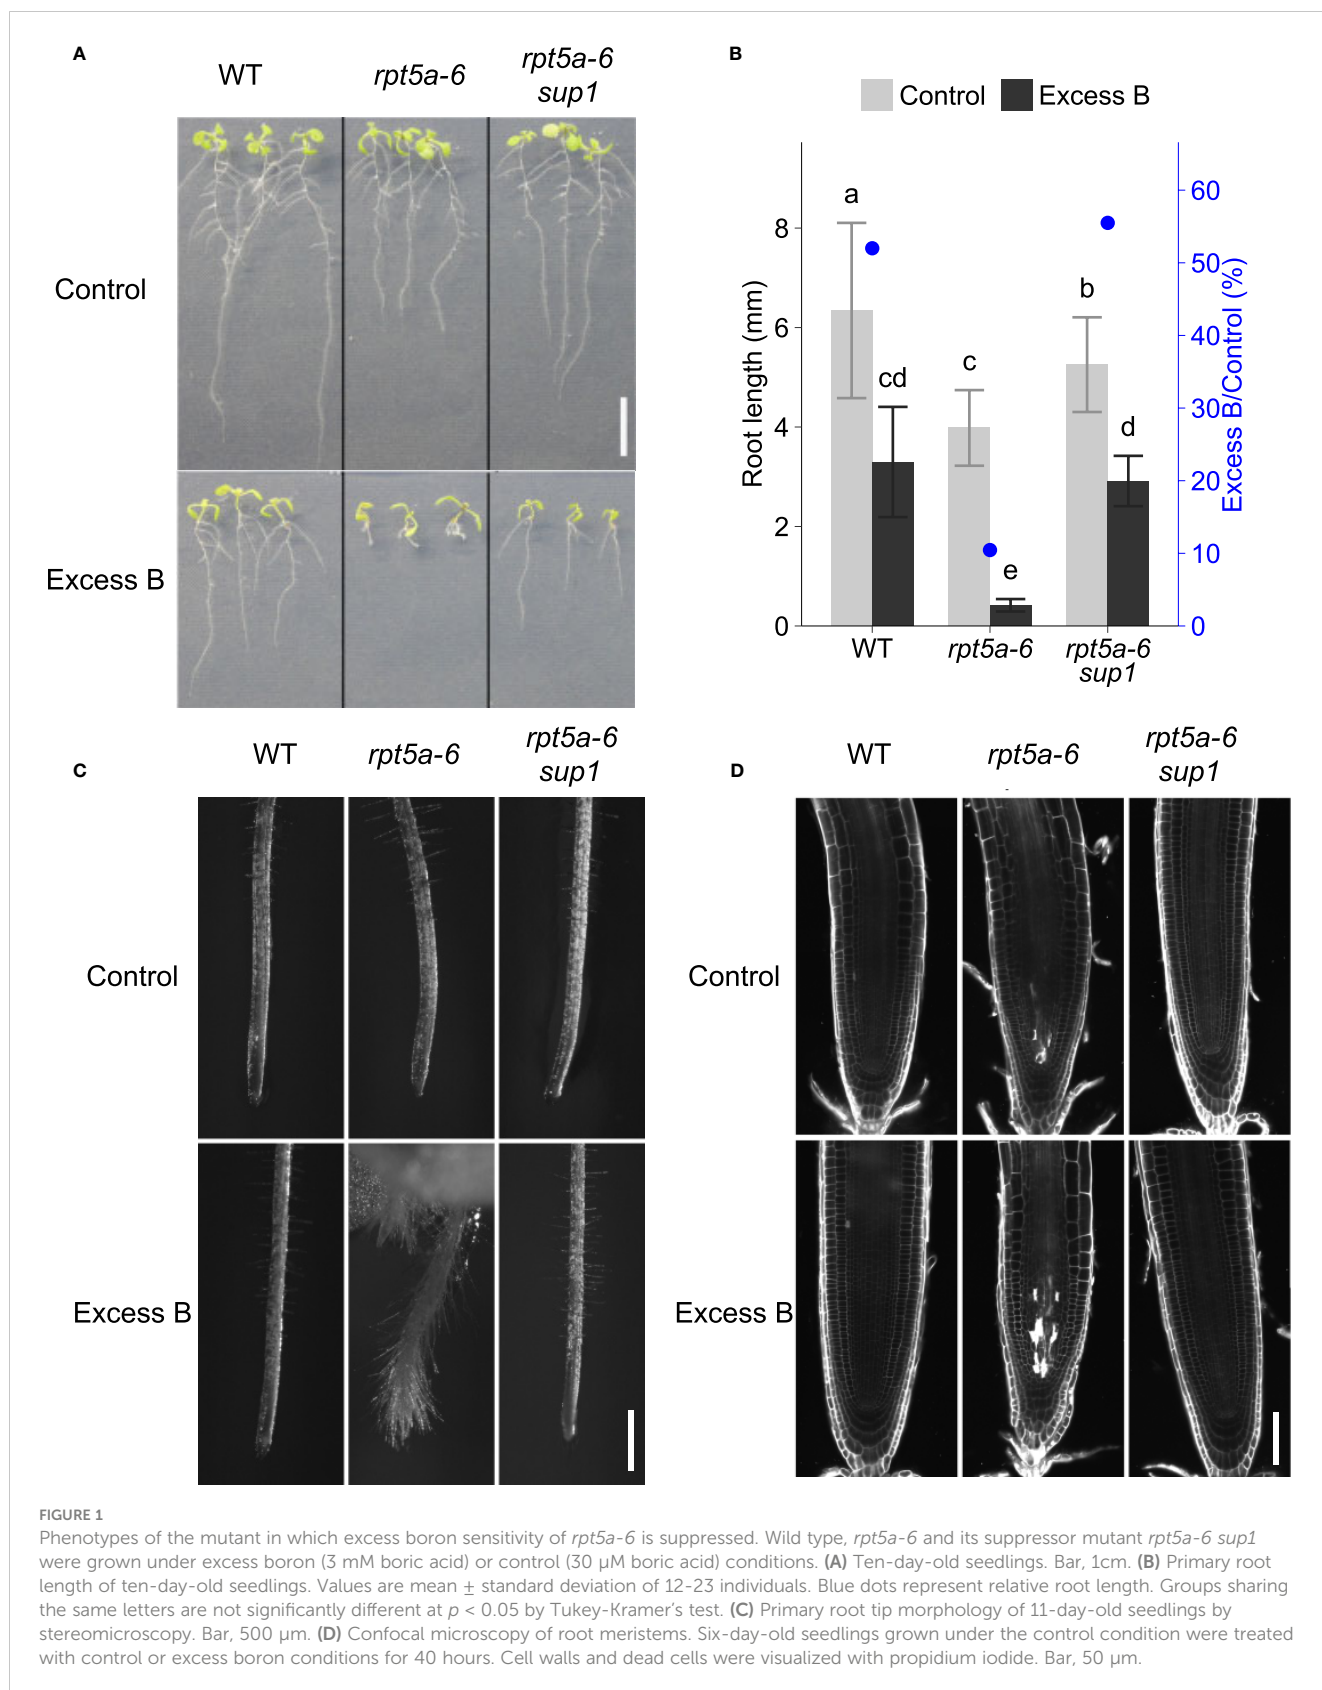 A
WT
rpt5a-6
rpt5a-6
sup1
Control
Excess B
B
Control
Excess B
Root length (mm)
8
6
4
2
0
a
cd
c
e
b
d
60
50
40
30
20
10
0
Excess B/Control (%)
WT
rpt5a-6
rpt5a-6
sup1
C
WT
rpt5a-6
rpt5a-6
sup1
Control
Excess B
D
WT
rpt5a-6
rpt5a-6
sup1
Control
Excess B
FIGURE 1
Phenotypes of the mutant in which excess boron sensitivity of rpt5a-6 is suppressed. Wild type, rpt5a-6 and its suppressor mutant rpt5a-6 sup1
were grown under excess boron (3 mM boric acid) or control (30 μM boric acid) conditions. (A) Ten-day-old seedlings. Bar, 1cm. (B) Primary root
length of ten-day-old seedlings. Values are mean ± standard deviation of 12-23 individuals. Blue dots represent relative root length. Groups sharing
the same letters are not significantly different at p < 0.05 by Tukey-Kramer's test. (C) Primary root tip morphology of 11-day-old seedlings by
stereomicroscopy. Bar, 500 μm. (D) Confocal microscopy of root meristems. Six-day-old seedlings grown under the control condition were treated
with control or excess boron conditions for 40 hours. Cell walls and dead cells were visualized with propidium iodide. Bar, 50 μm.